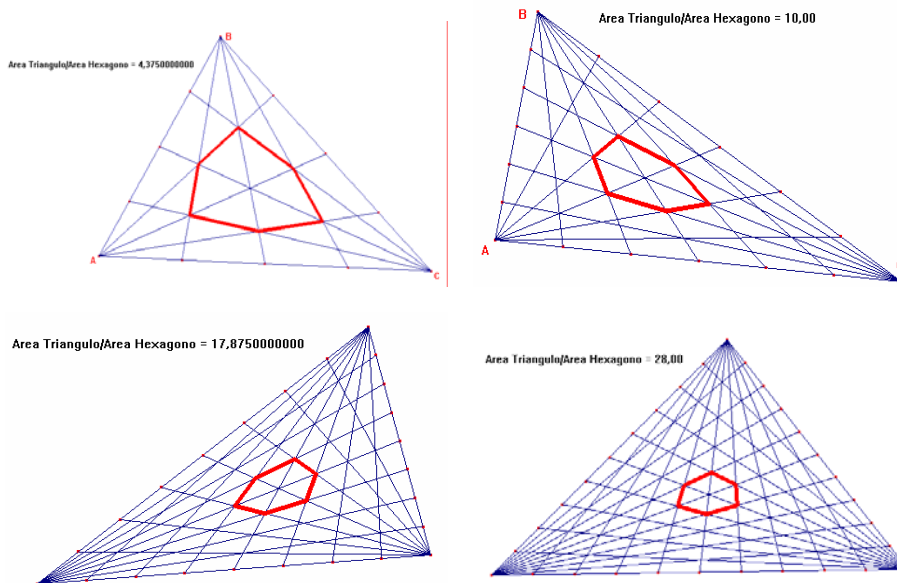 B
Area Triangulo/Area Hexagono = 4,3750000000
A
C
B
Area Triangulo/Area Hexagono = 10,00
A
Area Triangulo/Area Hexagono = 17,8750000000
Area Triangulo/Area Hexagono = 28,00